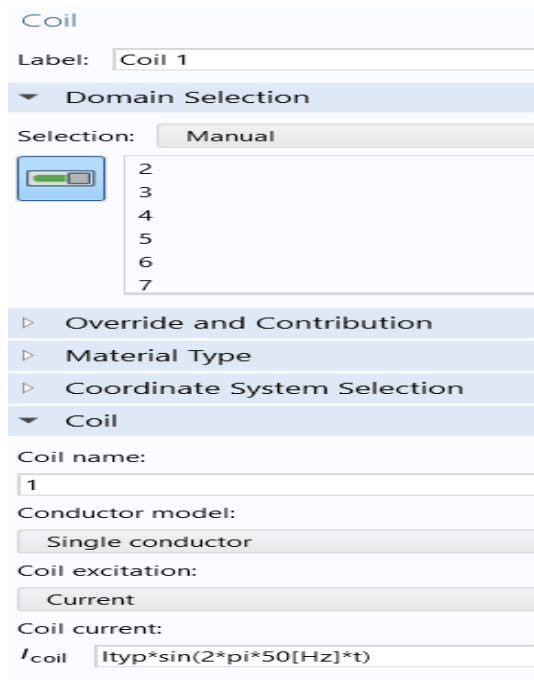 Coil
Label: Coil 1
Domain Selection
Selection: Manual
2
3
4
5
6
7
Override and Contribution
Material Type
Coordinate System Selection
Coil
Coil name:
1
Conductor model:
Single conductor
Coil excitation:
Current
Coil current:
Icoil Ityp*sin(2*pi*50[Hz]*t)